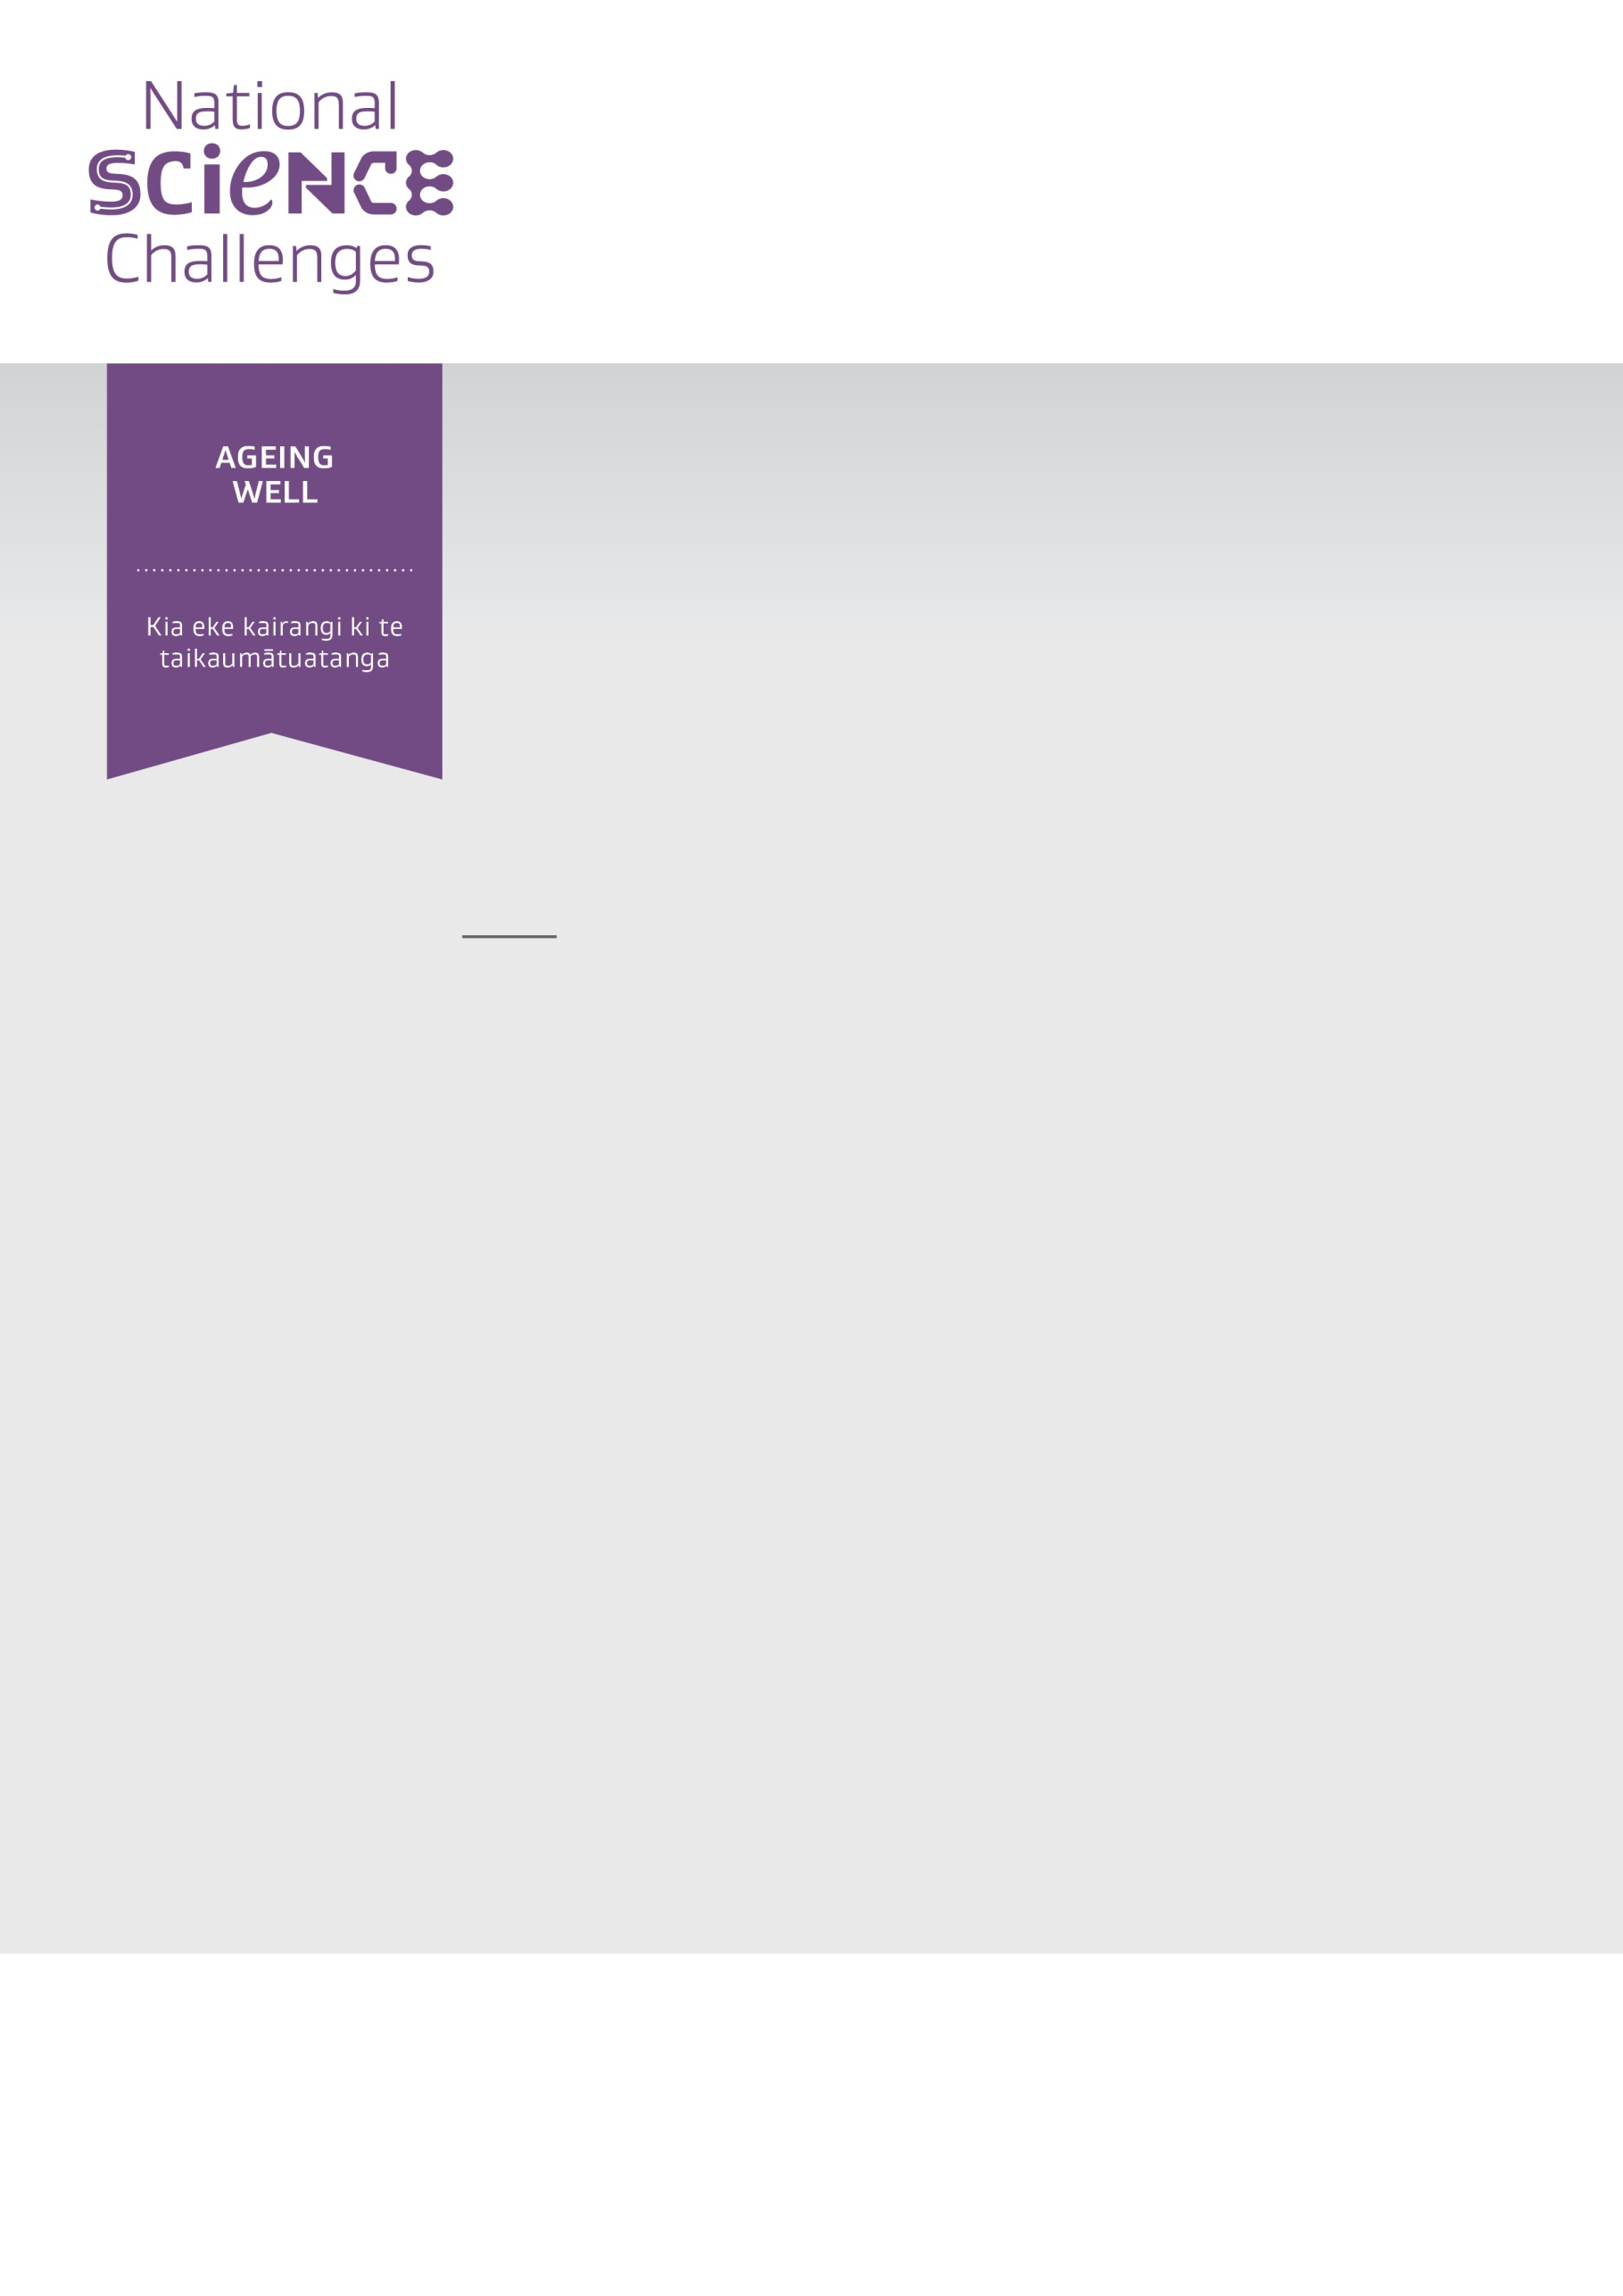 National
SCieNCE
Challenges
AGEING
WELL
Kia eke kairangi ki te
taikaumātuatanga